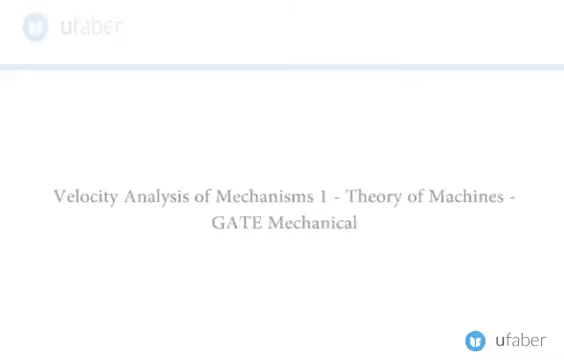 ufaber
Velocity Analysis of Mechanisms 1 - Theory of Machines -
GATE Mechanical
ufaber